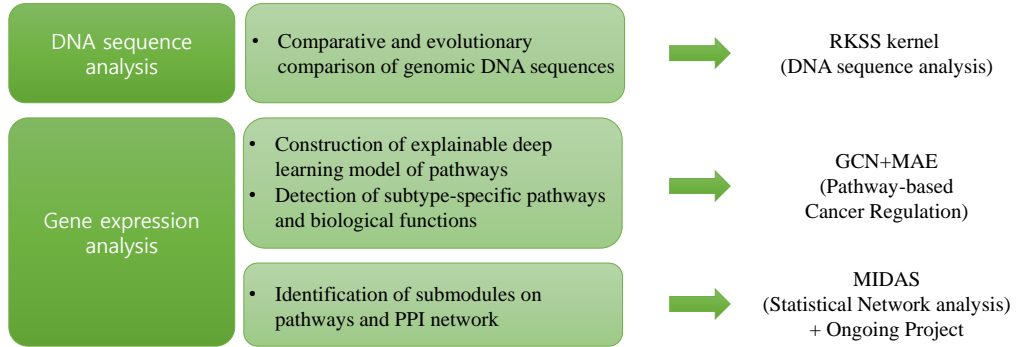 DNA sequence
analysis
• Comparative and evolutionary
comparison of genomic DNA sequences
RKSS kernel
(DNA sequence analysis)
Gene expression
analysis
• Construction of explainable deep
learning model of pathways
• Detection of subtype-specific pathways
and biological functions
GCN+MAE
(Pathway-based
Cancer Regulation)
• Identification of submodules on
pathways and PPI network
MIDAS
(Statistical Network analysis)
+ Ongoing Project